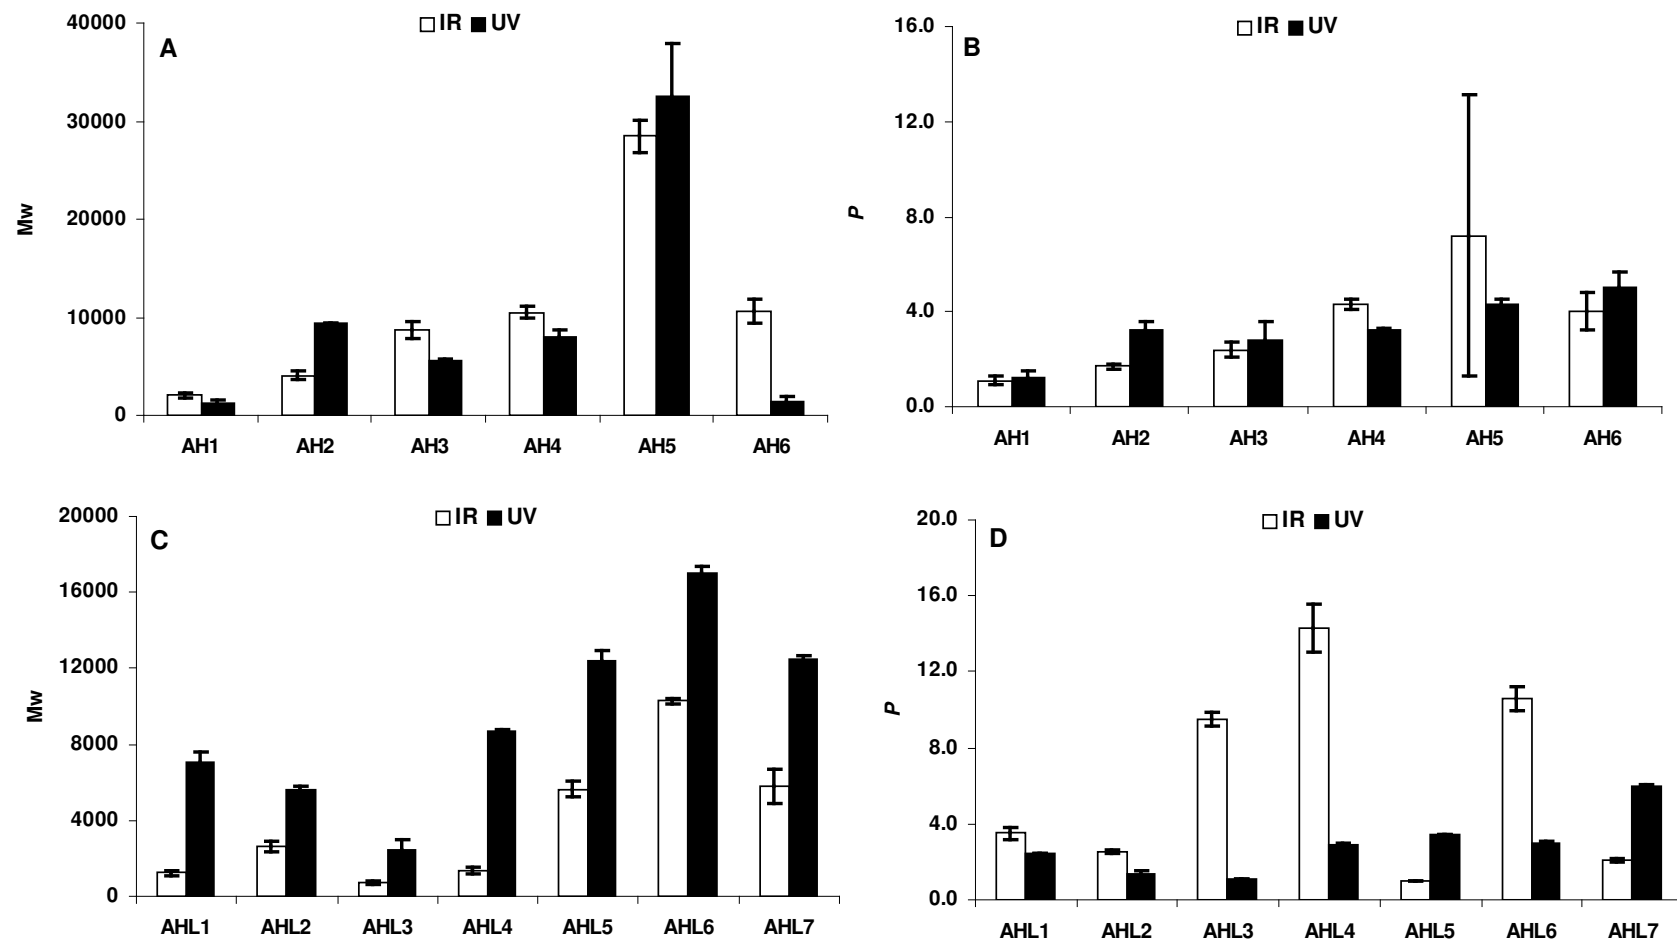 IR UV
A
40000
30000
20000
10000
0
Mw
AH1 AH2 AH3 AH4 AH5 AH6
IR UV
B
16.0
12.0
8.0
4.0
0.0
P
AH1 AH2 AH3 AH4 AH5 AH6
IR UV
C
20000
16000
12000
8000
4000
0
Mw
AHL1 AHL2 AHL3 AHL4 AHL5 AHL6 AHL7
IR UV
D
20.0
16.0
12.0
8.0
4.0
0.0
P
AHL1 AHL2 AHL3 AHL4 AHL5 AHL6 AHL7